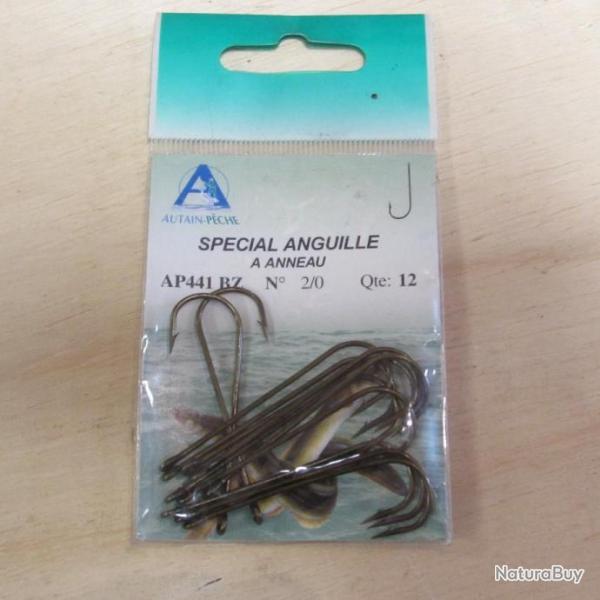 A
AUTAIN-PÊCHE
SPECIAL ANGUILLE
A ANNEAU
AP441 BZ N° 2/0 Qte: 12
NaturaBuy